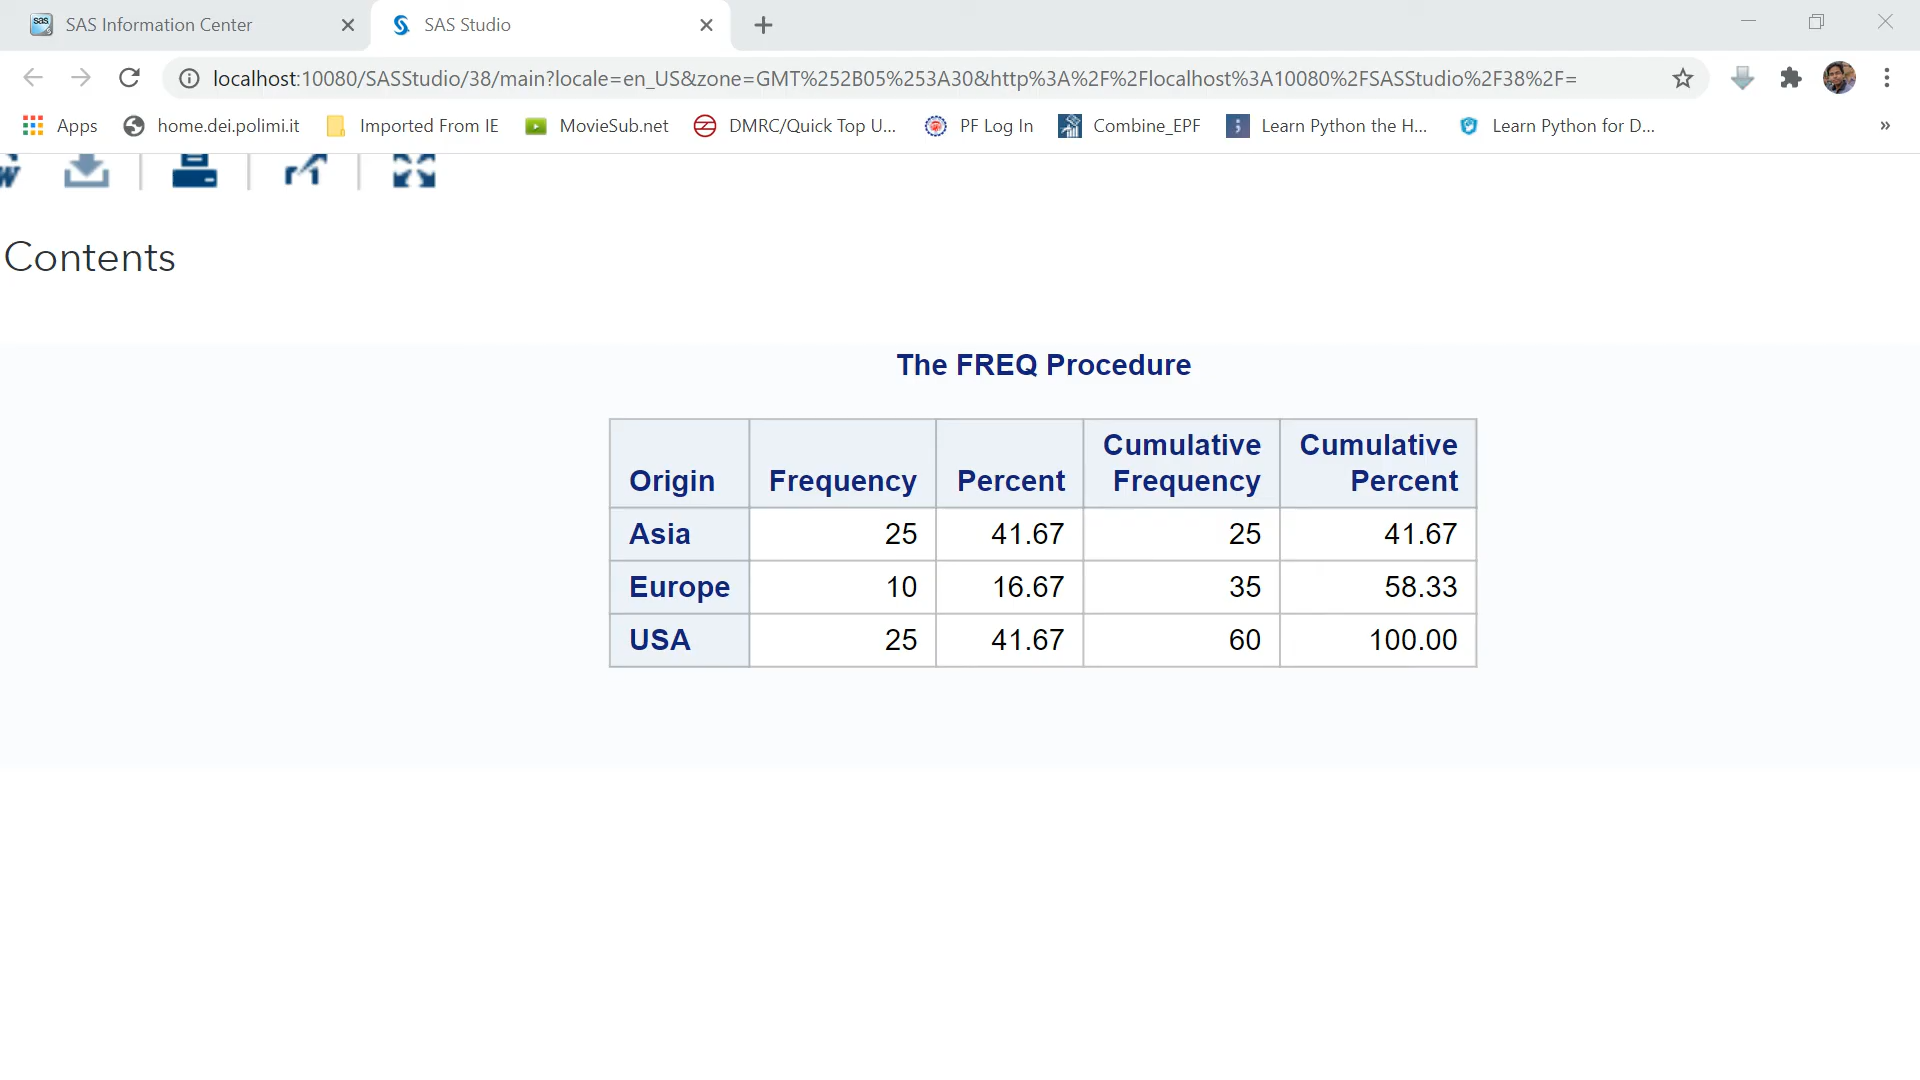 SAS Information Center
SAS Studio
localhost:10080/SASStudio/38/main?locale=en_US&zone=GMT%252B05%253A30&http%3A%2F%2Flocalhost%3A10080%2FSASStudio%2F38%2F=
Apps home.dei.polimi.it Imported From IE MovieSub.net DMRC/Quick Top U... PF Log In Combine_EPF Learn Python the H... Learn Python for D... »
Contents
The FREQ Procedure
Origin Frequency Percent Cumulative Frequency Cumulative Percent
Asia 25 41.67 25 41.67
Europe 10 16.67 35 58.33
USA 25 41.67 60 100.00